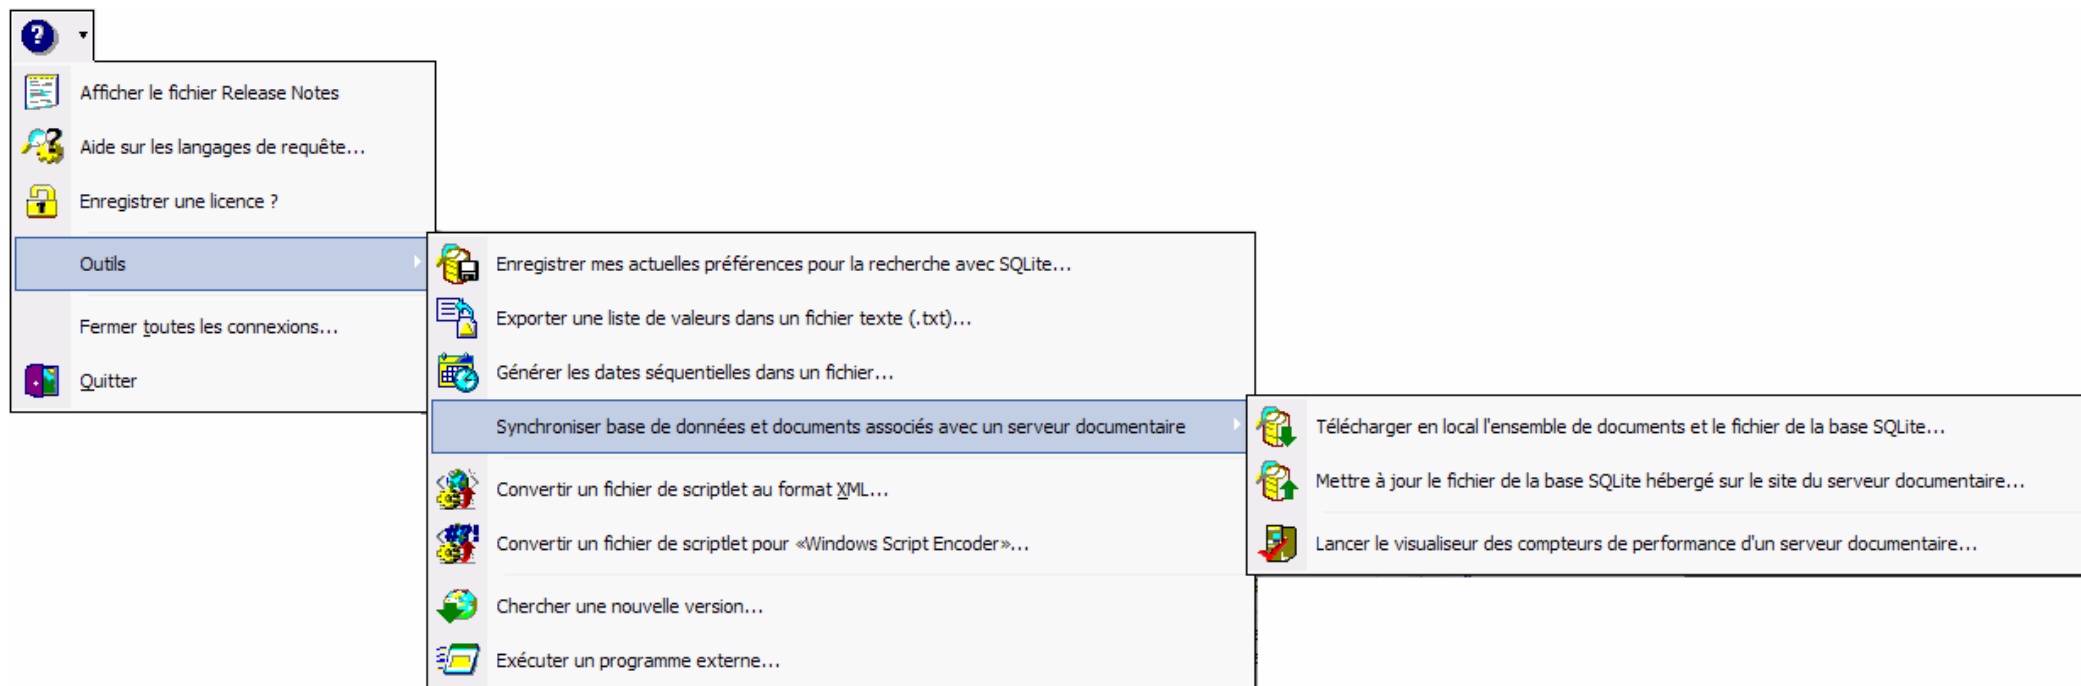 Afficher le fichier Release Notes
Aide sur les langages de requête...
Enregistrer une licence ?
Outils
Fermer toutes les connexions...
Quitter
Enregistrer mes actuelles préférences pour la recherche avec SQLite...
Exporter une liste de valeurs dans un fichier texte (.txt)...
Générer les dates séquentielles dans un fichier...
Synchroniser base de données et documents associés avec un serveur documentaire
Convertir un fichier de scriptlet au format XML...
Convertir un fichier de scriptlet pour «Windows Script Encoder»...
Chercher une nouvelle version...
Exécuter un programme externe...
Télécharger en local l'ensemble de documents et le fichier de la base SQLite...
Mettre à jour le fichier de la base SQLite hébergé sur le site du serveur documentaire...
Lancer le visualiseur des compteurs de performance d'un serveur documentaire...